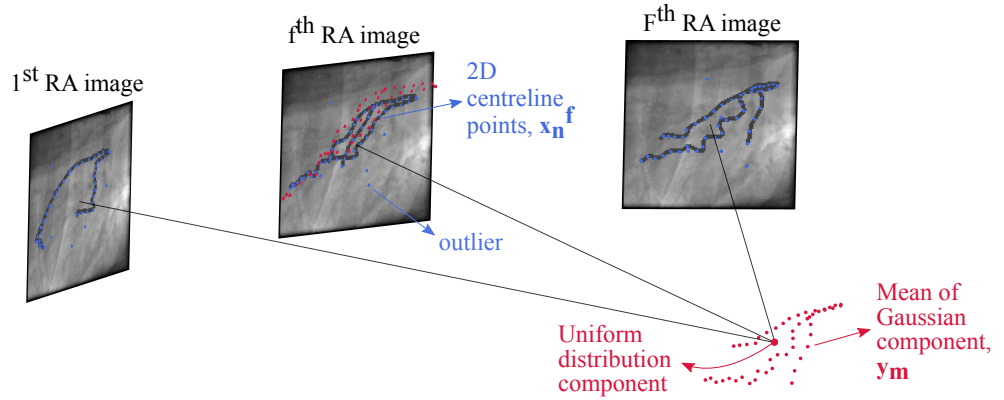 1st RA image
fth RA image
Fth RA image
2D
centreline
points, xnf
outlier
Uniform
distribution
component
Mean of
Gaussian
component,
ym